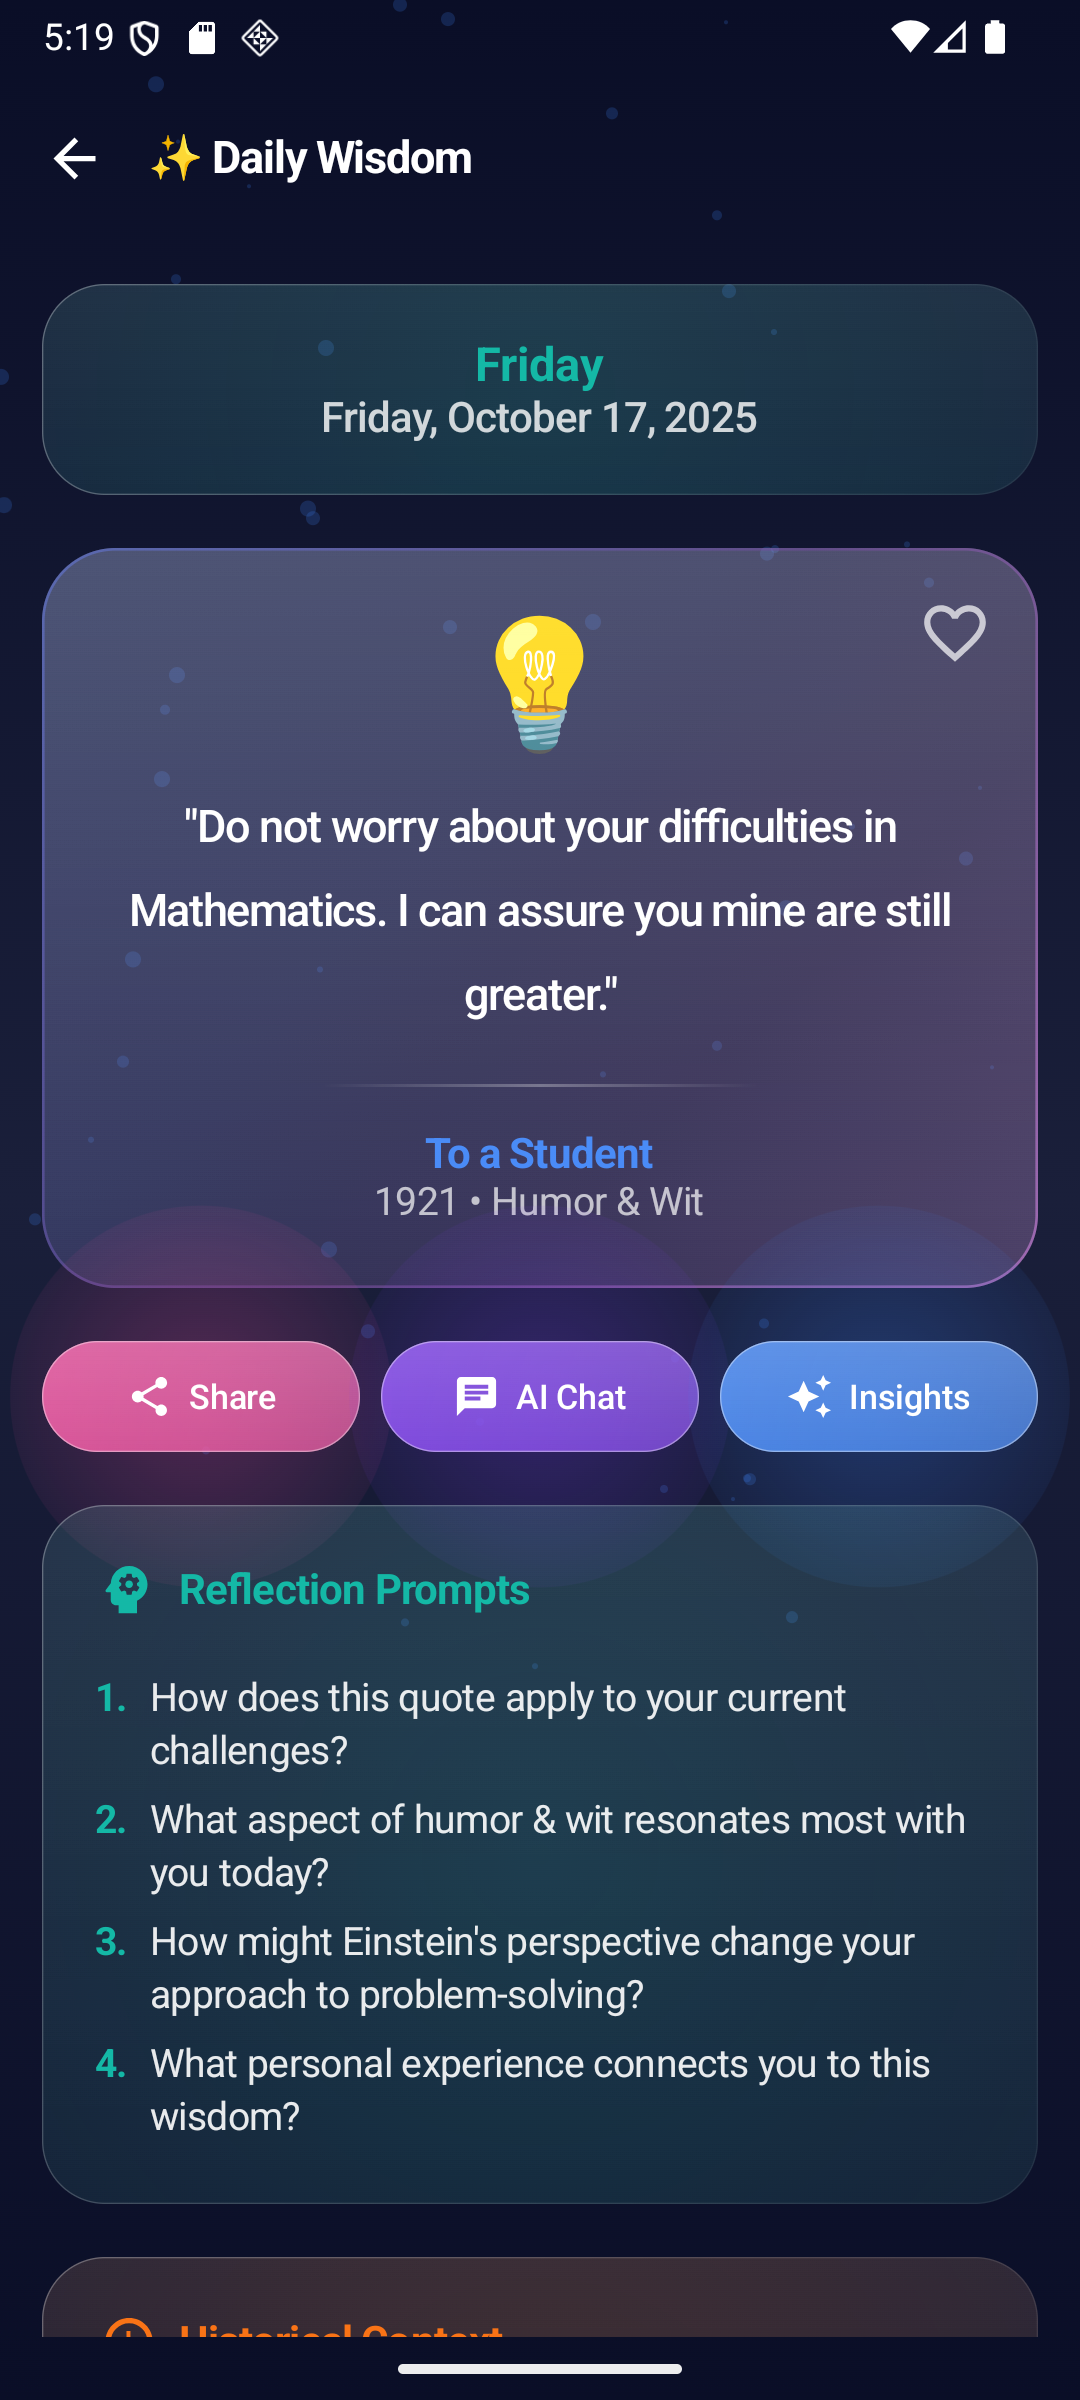 5:19
✨ Daily Wisdom
Friday
Friday, October 17, 2025
"Do not worry about your difficulties in
Mathematics. I can assure you mine are still
greater."
To a Student
1921 • Humor & Wit
Share
AI Chat
Insights
Reflection Prompts
1. How does this quote apply to your current
challenges?
2. What aspect of humor & wit resonates most with
you today?
3. How might Einstein's perspective change your
approach to problem-solving?
4. What personal experience connects you to this
wisdom?
Historical Context